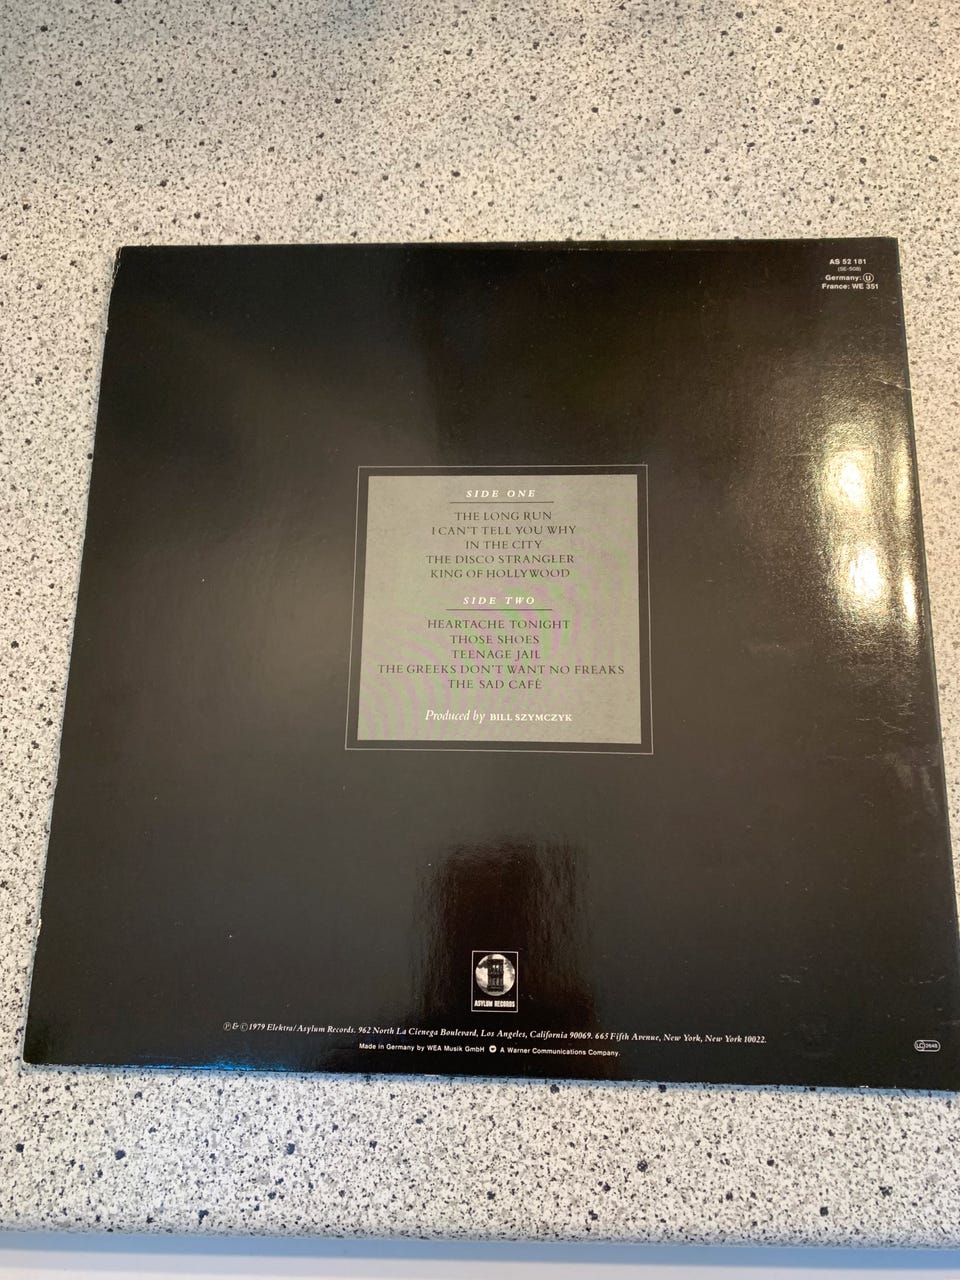 AS 52 181
(SE-508)
Germany: U
France: WE 351
SIDE ONE
THE LONG RUN
I CAN'T TELL YOU WHY
IN THE CITY
THE DISCO STRANGLER
KING OF HOLLYWOOD
SIDE TWO
HEARTACHE TONIGHT
THOSE SHOES
TEENAGE JAIL
THE GREEKS DON'T WANT NO FREAKS
THE SAD CAFÉ
Produced by BILL SZYMCZYK
ASYLUM RECORDS
℗ & © 1979 Elektra/Asylum Records. 962 North La Cienega Boulevard, Los Angeles, California 90069. 665 Fifth Avenue, New York, New York 10022.
Made in Germany by WEA Musik GmbH A Warner Communications Company.
LC